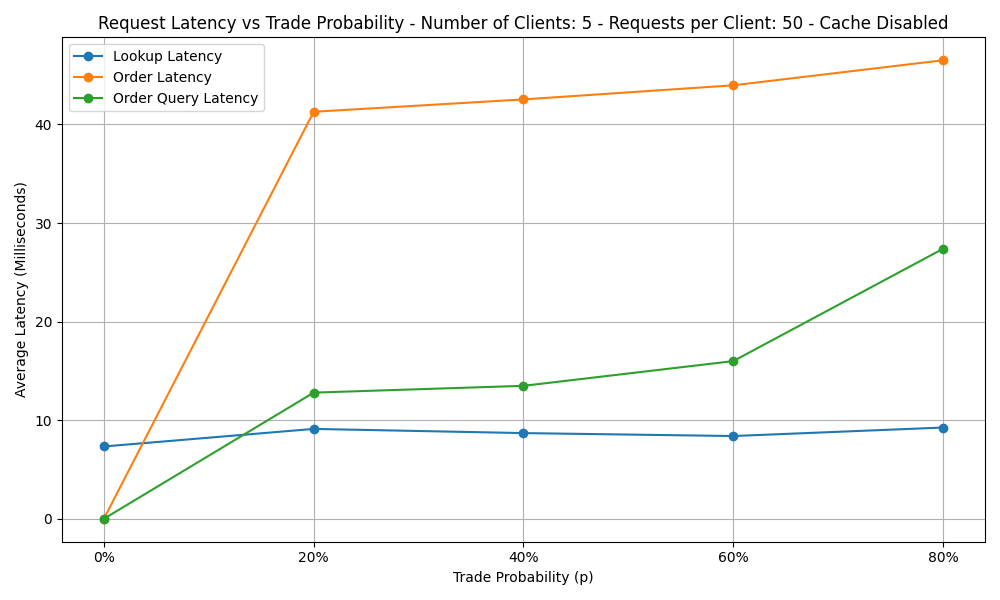 Request Latency vs Trade Probability - Number of Clients: 5 - Requests per Client: 50 - Cache Disabled
Lookup Latency
Order Latency
Order Query Latency
Average Latency (Milliseconds)
40
30
20
10
0
0% 20% 40% 60% 80%
Trade Probability (p)